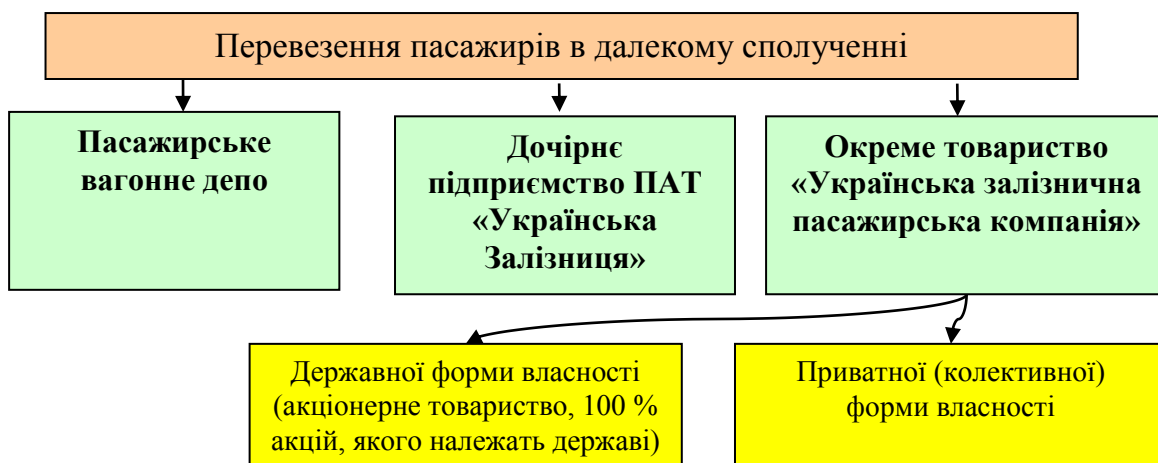 Перевезення пасажирів в далекому сполученні
Пасажирське
вагонне депо
Дочірнє
підприємство ПАТ
«Українська
Залізниця»
Окреме товариство
«Українська залізнична
пасажирська компанія»
Державної форми власності
(акціонерне товариство, 100 %
акцій, якого належать державі)
Приватної (колективної)
форми власності